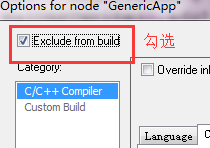 Options for node "GenericApp"
Exclude from build 勾选
Category:
C/C++ Compiler
Custom Build
Override in
Language